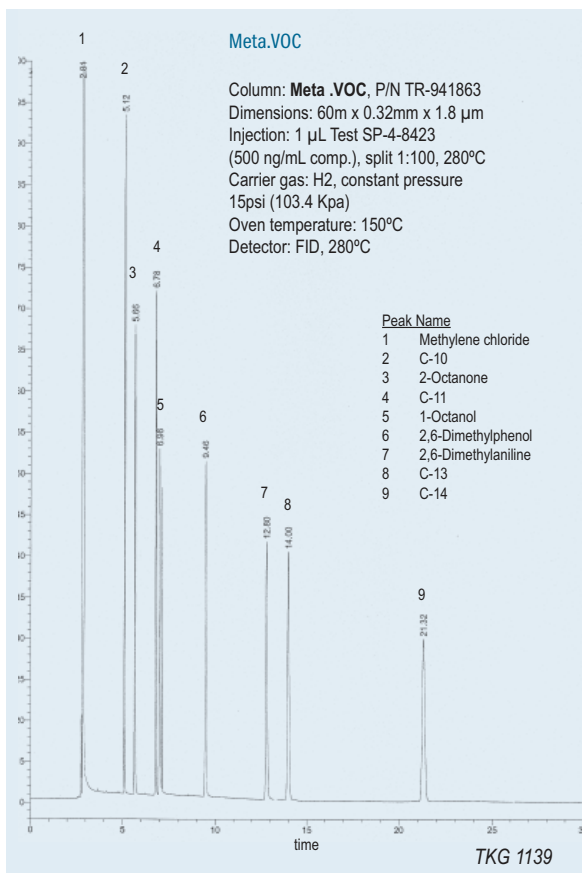 Meta.VOC
Column: Meta .VOC, P/N TR-941863
Dimensions: 60m x 0.32mm x 1.8 µm
Injection: 1 µL Test SP-4-8423
(500 ng/mL comp.), split 1:100, 280ºC
Carrier gas: H2, constant pressure
15psi (103.4 Kpa)
Oven temperature: 150ºC
Detector: FID, 280ºC
Peak Name
1 Methylene chloride
2 C-10
3 2-Octanone
4 C-11
5 1-Octanol
6 2,6-Dimethylphenol
7 2,6-Dimethylaniline
8 C-13
9 C-14
1
2
3
4
5
6
7
8
9
2.81
5.12
5.65
6.78
6.98
9.46
12.80
14.00
21.32
0 5 10 15 20 25
time
TKG 1139